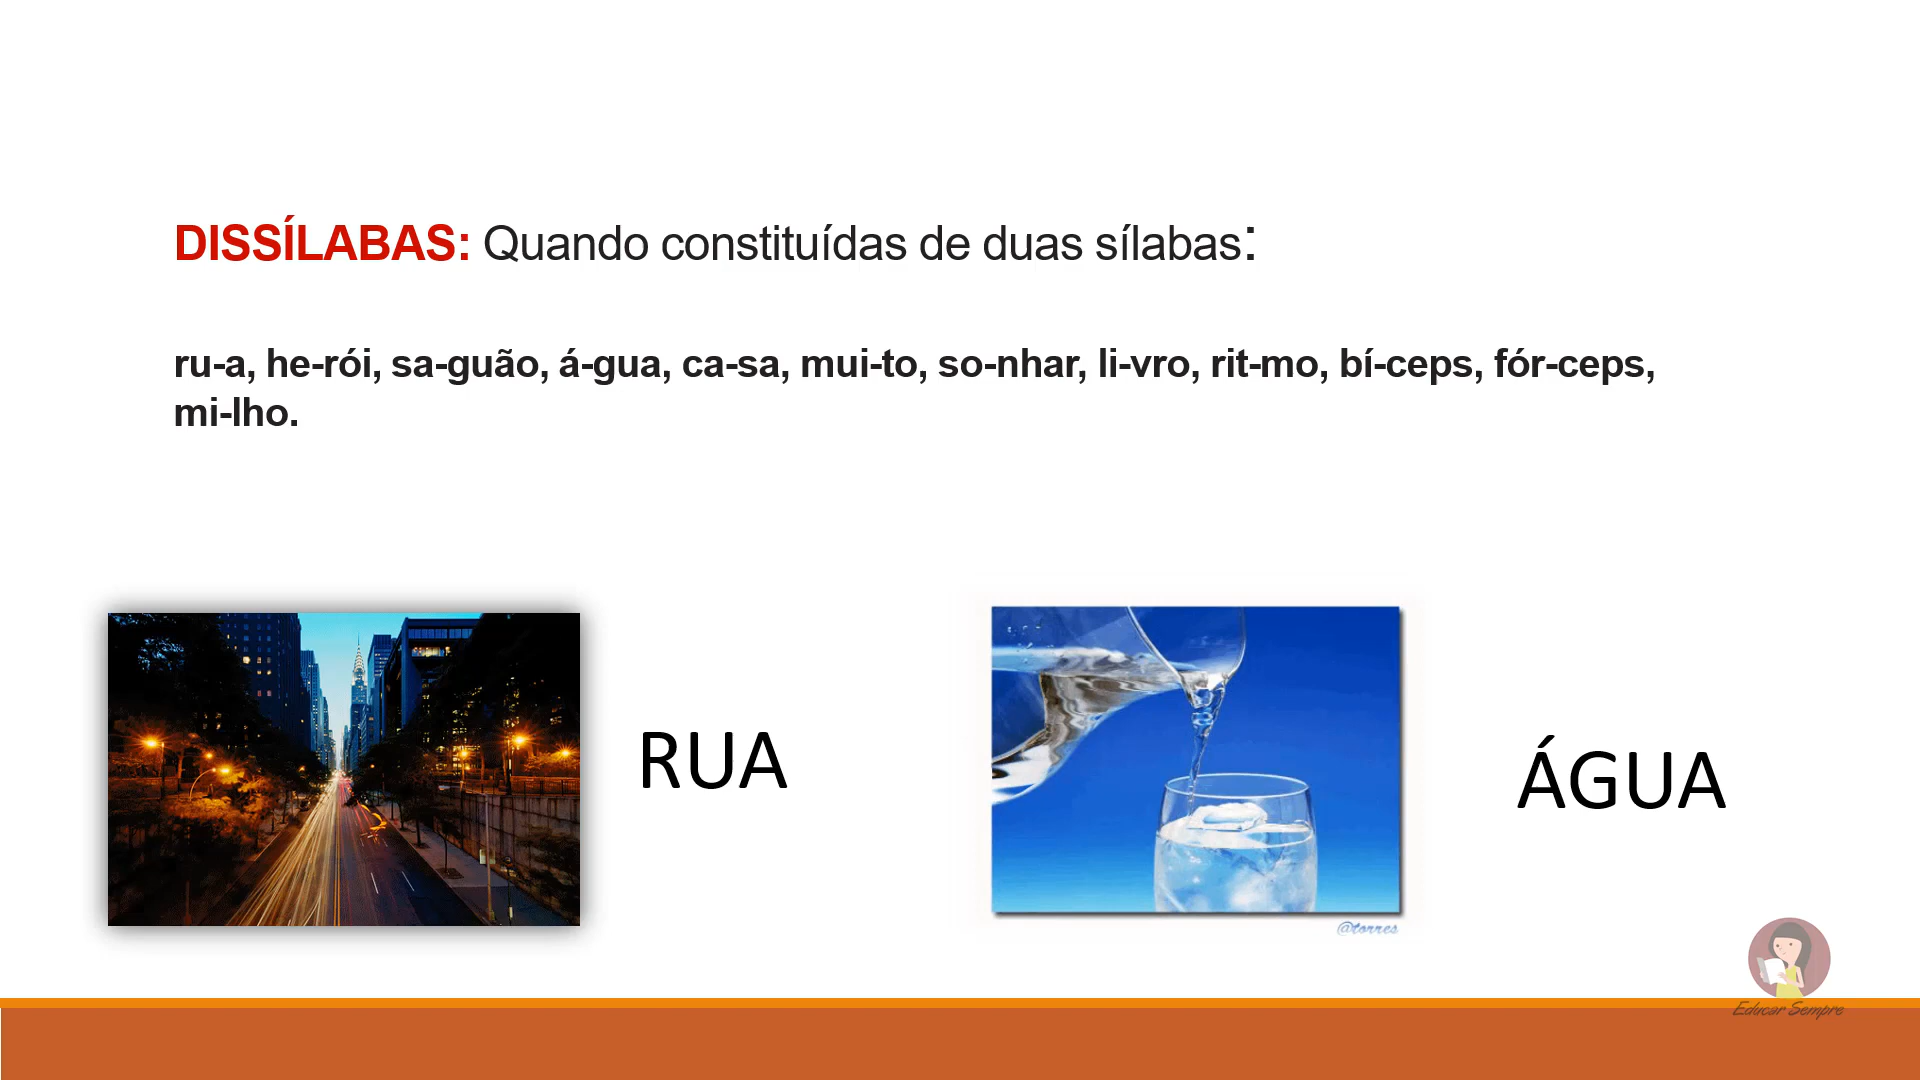 DISSÍLABAS: Quando constituídas de duas sílabas:
ru-a, he-rói, sa-guão, á-gua, ca-sa, mui-to, so-nhar, li-vro, rit-mo, bí-ceps, fór-ceps,
mi-lho.
RUA
ÁGUA
@torres
Educar Sempre